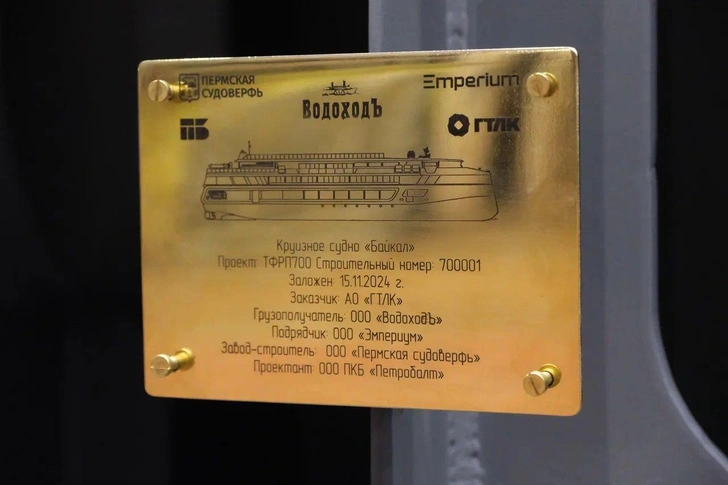 ПЕРМСКАЯ
СУДОВЕРФЬ
ВодоходЪ
Emperium
ПБ
ГТЛК
Круизное судно «Байкал»
Проект: ТФРП700 Строительный номер: 700001
Заложен: 15.11.2024 г.
Заказчик: АО «ГТЛК»
Грузополучатель: ООО «ВодоходЪ»
Подрядчик: ООО «Эмпериум»
Завод-строитель: ООО «Пермская судоверфь»
Проектант: ООО ПКБ «Петробалт»